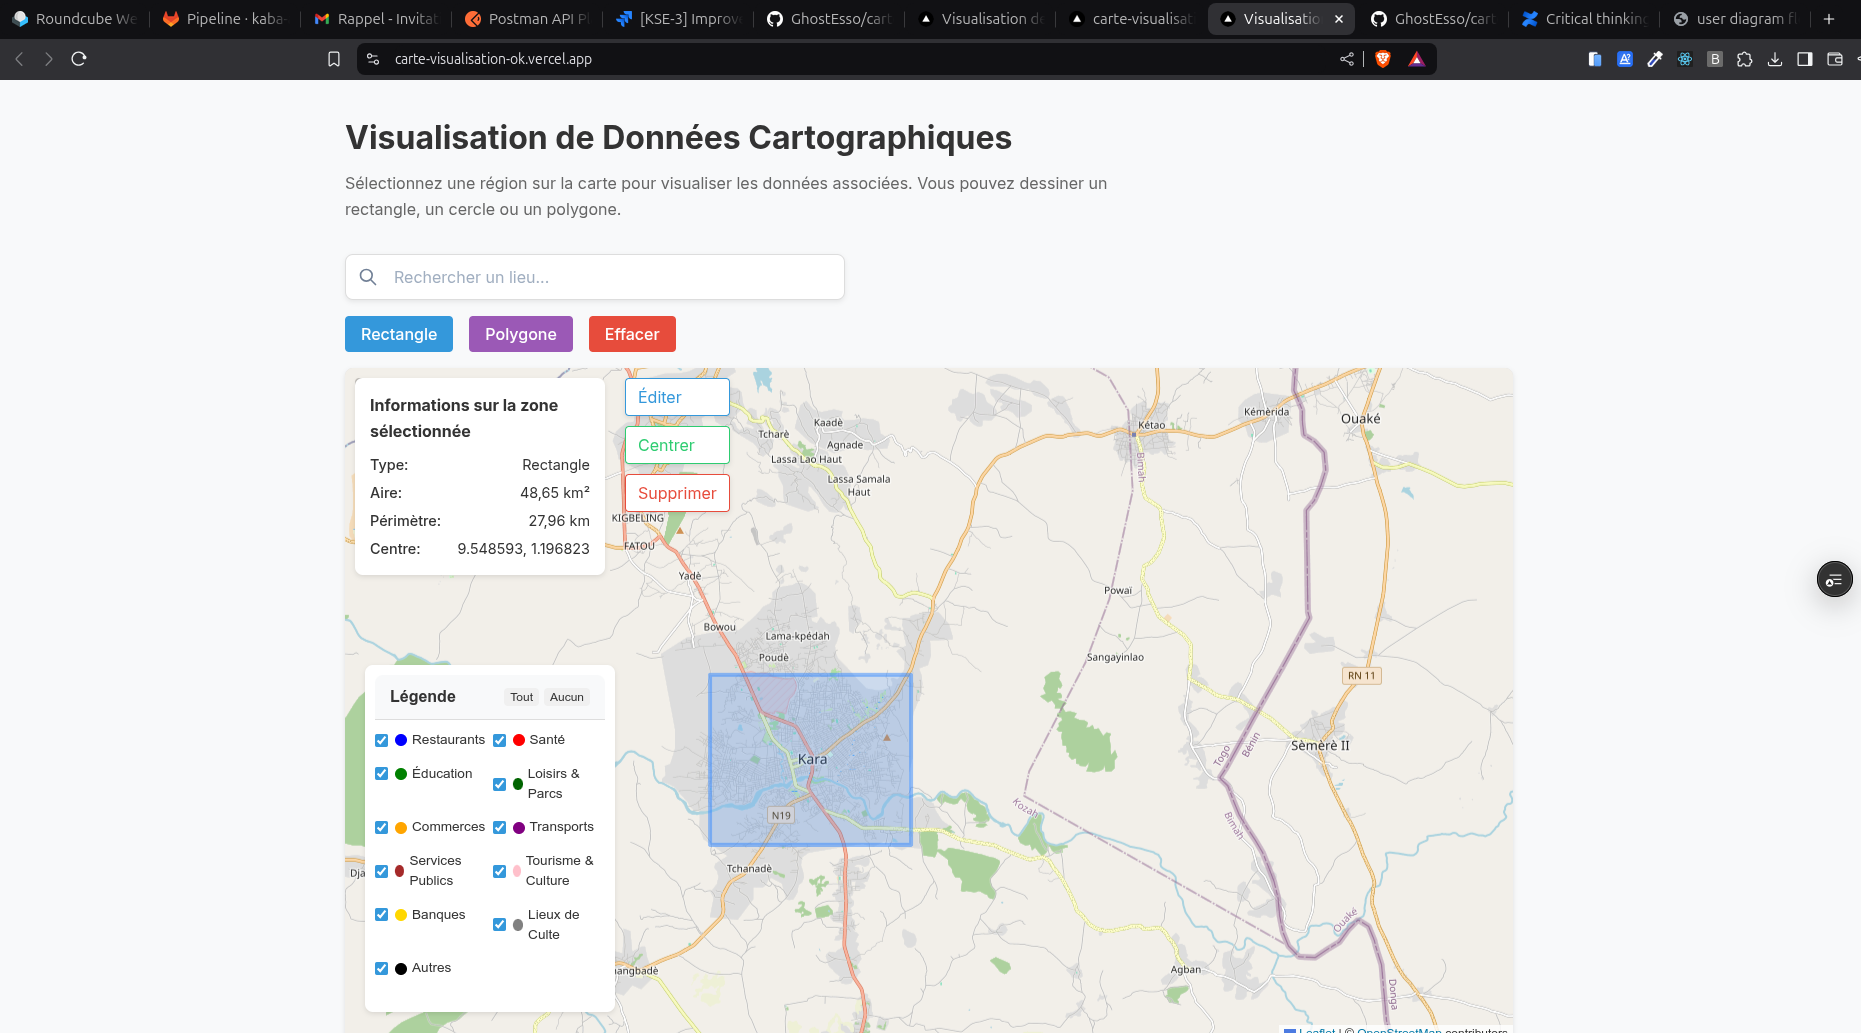 Roundcube We
Pipeline · kaba-
Rappel - Invitat
Postman API Pl
[KSE-3] Improv
GhostEsso/cart
Visualisation de
carte-visualisat
Visualisatio
GhostEsso/cart
Critical thinking
user diagram fl
carte-visualisation-ok.vercel.app
Visualisation de Données Cartographiques
Sélectionnez une région sur la carte pour visualiser les données associées. Vous pouvez dessiner un
rectangle, un cercle ou un polygone.
Rechercher un lieu...
Rectangle
Polygone
Effacer
Informations sur la zone
sélectionnée
Type: Rectangle
Aire: 48,65 km²
Périmètre: 27,96 km
Centre: 9.548593, 1.196823
Éditer
Centrer
Supprimer
Kaadè
Tcharè
Agnade
Lassa Lao Haut
Lassa Samala
Haut
KIGBELING
FATOU
Yadè
Bowou
Lama-kpédah
Poudè
Kara
N19
Tchanadè
Kétao
Bimah
Kémèrida
Ouaké
Powaï
Sangayinlao
RN 11
Sèmèrè II
Togo
Bénin
Kozah
Bimah
Ouaké
Agban
Donga
Dja
angbadè
Légende
Tout
Aucun
Restaurants
Santé
Éducation
Loisirs &
Parcs
Commerces
Transports
Services
Publics
Tourisme &
Culture
Banques
Lieux de
Culte
Autres
Leaflet | © OpenStreetMap contributors